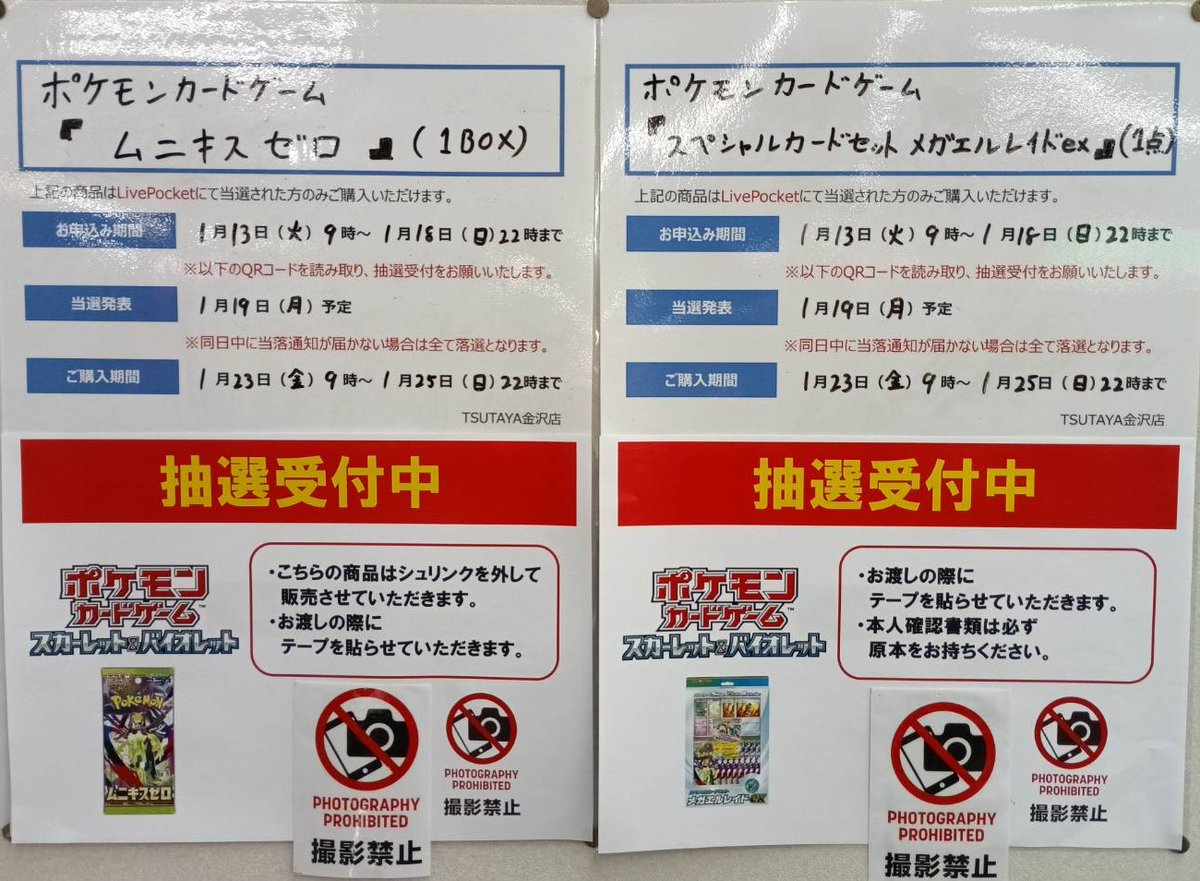 ポケモンカードゲーム
『ムニキスゼロ』(1BOX)
上記の商品はLivePocketにて当選された方のみご購入いただけます。
お申込み期間 1月13日(火)9時～1月18日(日)22時まで
※以下のQRコードを読み取り、抽選受付をお願いいたします。
当選発表 1月19日(月)予定
※同日中に当落通知が届かない場合は全て落選となります。
ご購入期間 1月23日(金)9時～1月25日(日)22時まで
TSUTAYA金沢店
抽選受付中
ポケモン
カードゲーム™
スカーレット&バイオレット
・こちらの商品はシュリンクを外して
販売させていただきます。
・お渡しの際に
テープを貼らせていただきます。
POKÉMON
ムニキスゼロ
PHOTOGRAPHY
PROHIBITED
撮影禁止
PHOTOGRAPHY
PROHIBITED
撮影禁止
ポケモンカードゲーム
『スペシャルカードセット メガエルレイドex』(1点)
上記の商品はLivePocketにて当選された方のみご購入いただけます。
お申込み期間 1月13日(火)9時～1月18日(日)22時まで
※以下のQRコードを読み取り、抽選受付をお願いいたします。
当選発表 1月19日(月)予定
※同日中に当落通知が届かない場合は全て落選となります。
ご購入期間 1月23日(金)9時～1月25日(日)22時まで
TSUTAYA金沢店
抽選受付中
ポケモン
カードゲーム™
スカーレット&バイオレット
・お渡しの際に
テープを貼らせていただきます。
・本人確認書類は必ず
原本をお持ちください。
メガエルレイドex
PHOTOGRAPHY
PROHIBITED
撮影禁止
PHOTOGRAPHY
PROHIBITED
撮影禁止